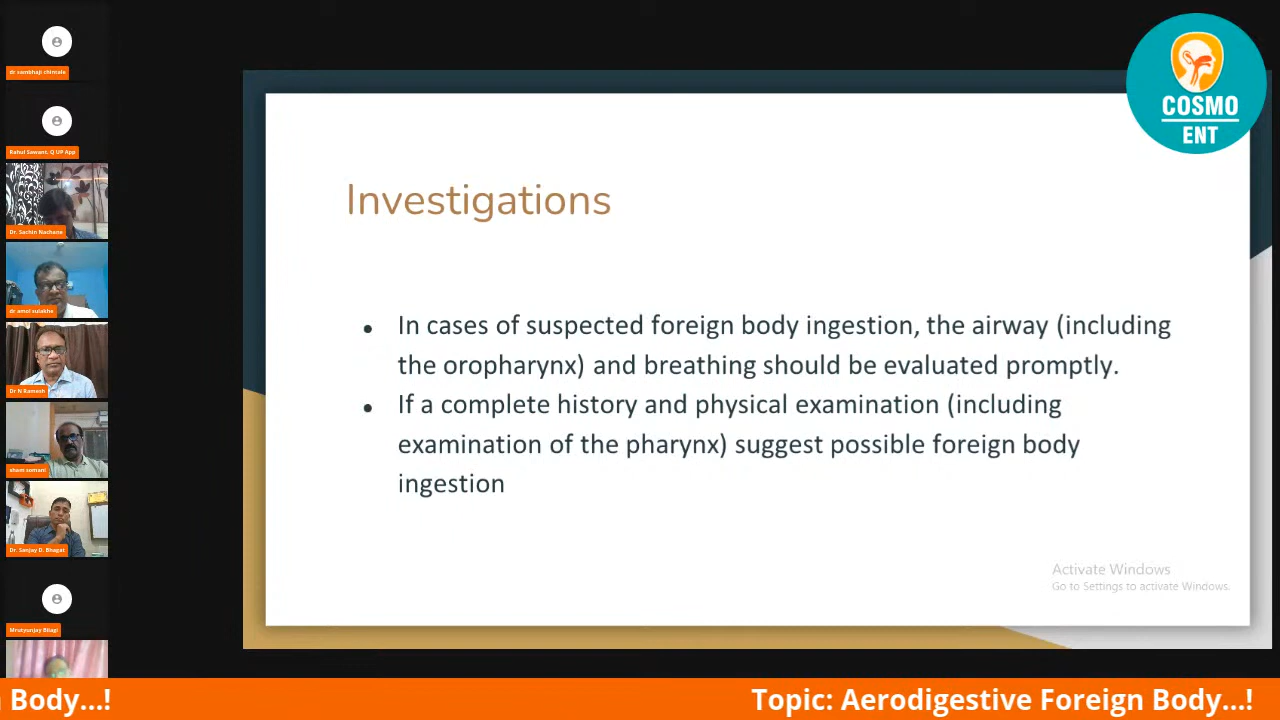 dr sambhaji chintale
Rahul Sawant, Q UP App
Dr. Sachin Nachane
dr amol sulakhe
Dr N Ramash
sham somani
Dr. Sanjay D. Bhagat
Mrutyunjay Bilagi
COSMO
ENT
Investigations
• In cases of suspected foreign body ingestion, the airway (including
the oropharynx) and breathing should be evaluated promptly.
• If a complete history and physical examination (including
examination of the pharynx) suggest possible foreign body
ingestion
Activate Windows
Go to Settings to activate Windows.
Body...!
Topic: Aerodigestive Foreign Body...!